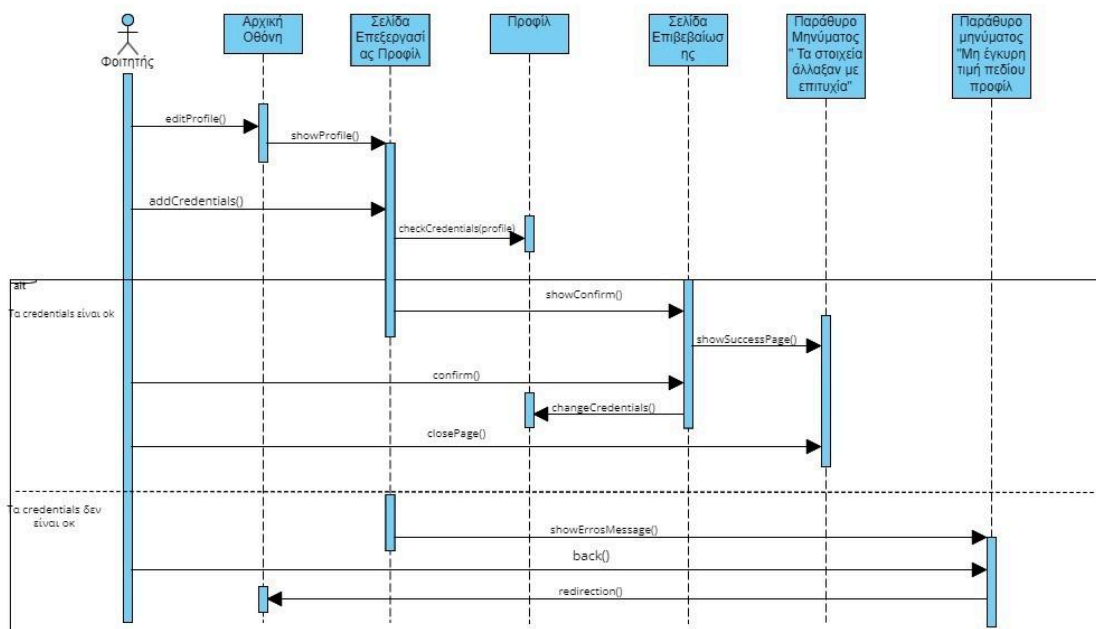 Φοιτητής
Αρχική
Οθόνη
Σελίδα
Επεξεργασί
ας Προφίλ
Προφίλ
Σελίδα
Επιβεβαίωσ
ης
Παράθυρο
Μηνύματος
" Τα στοιχεία
άλλαξαν με
επιτυχία"
Παράθυρο
μηνύματος
"Μη έγκυρη
τιμή πεδίου
προφίλ
editProfile()
showProfile()
addCredentials()
checkCredentials(profile)
alt
Τα credentials είναι οκ
showConfirm()
showSuccessPage()
confirm()
changeCredentials()
closePage()
Τα credentials δεν
είναι οκ
showErrosMessage()
back()
redirection()